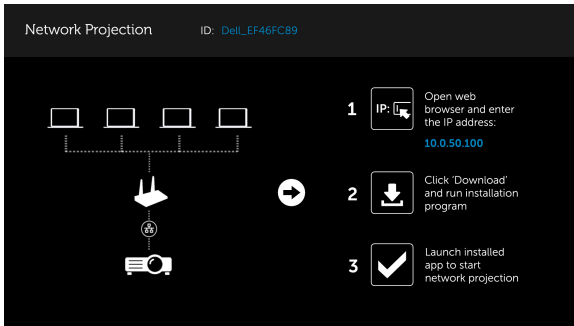 Network Projection
ID: Dell_EF46FC89
1
IP:
Open web
browser and enter
the IP address:
10.0.50.100
2
Click ‘Download’
and run installation
program
3
Launch installed
app to start
network projection